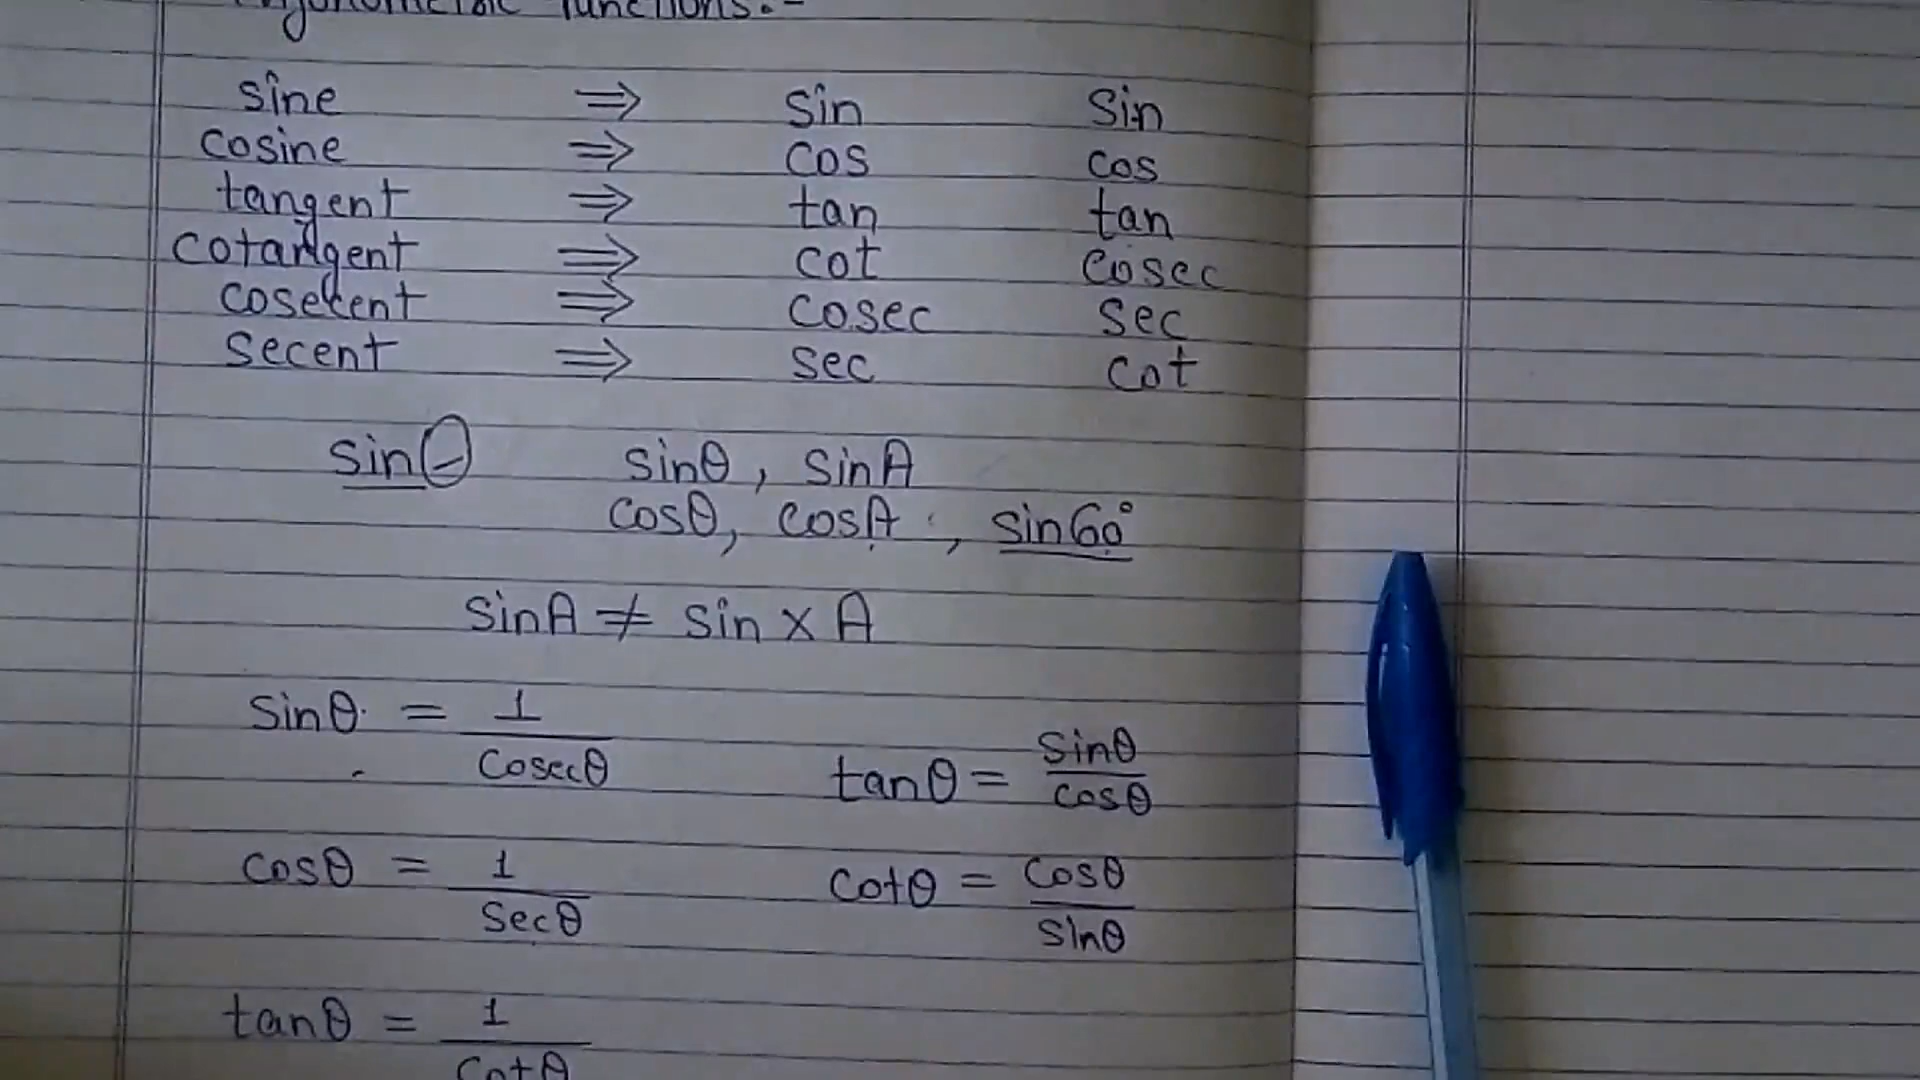 functions:-
sine ⇒ sin sin
cosine ⇒ cos cos
tangent ⇒ tan tan
cotangent ⇒ cot cosec
cosecent ⇒ cosec sec
secent ⇒ sec cot
sinθ sinθ, sinA
cosθ, cosA, sin60°
sinA ≠ sin × A
sinθ = 1/cosecθ
tanθ = sinθ/cosθ
cosθ = 1/secθ
cotθ = cosθ/sinθ
tanθ = 1/cotθ